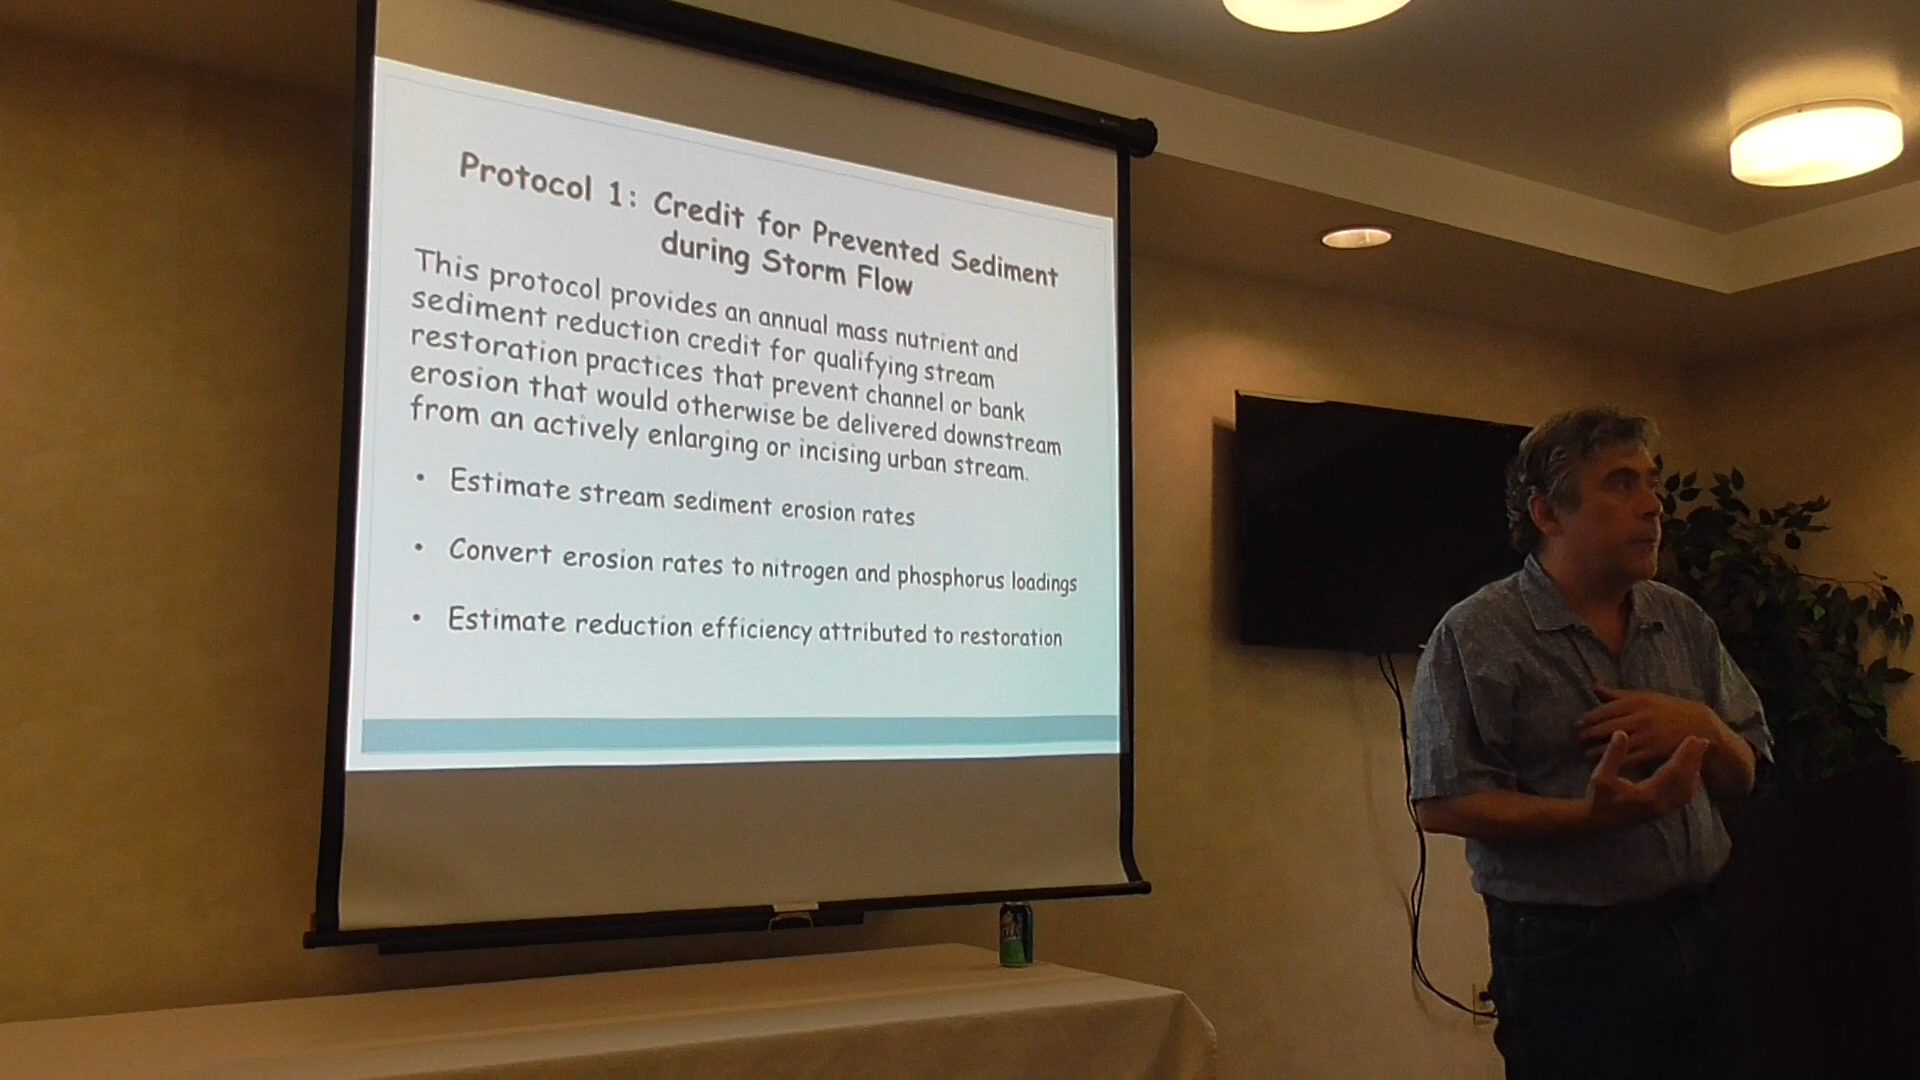 Protocol 1: Credit for Prevented Sediment
during Storm Flow
This protocol provides an annual mass nutrient and
sediment reduction credit for qualifying stream
restoration practices that prevent channel or bank
erosion that would otherwise be delivered downstream
from an actively enlarging or incising urban stream.
• Estimate stream sediment erosion rates
• Convert erosion rates to nitrogen and phosphorus loadings
• Estimate reduction efficiency attributed to restoration